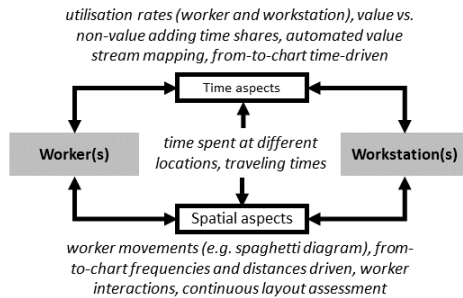 utilisation rates (worker and workstation), value vs.
non-value adding time shares, automated value
stream mapping, from-to-chart time-driven
Time aspects
Worker(s)
time spent at different
locations, traveling times
Workstation(s)
Spatial aspects
worker movements (e.g. spaghetti diagram), from-
to-chart frequencies and distances driven, worker
interactions, continuous layout assessment